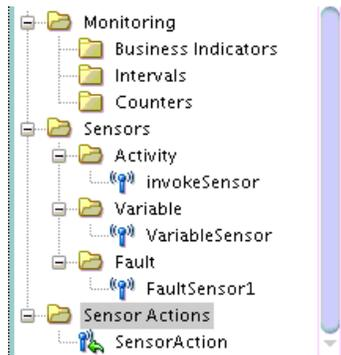 Monitoring
Business Indicators
Intervals
Counters
Sensors
Activity
invokeSensor
Variable
VariableSensor
Fault
FaultSensor1
Sensor Actions
SensorAction